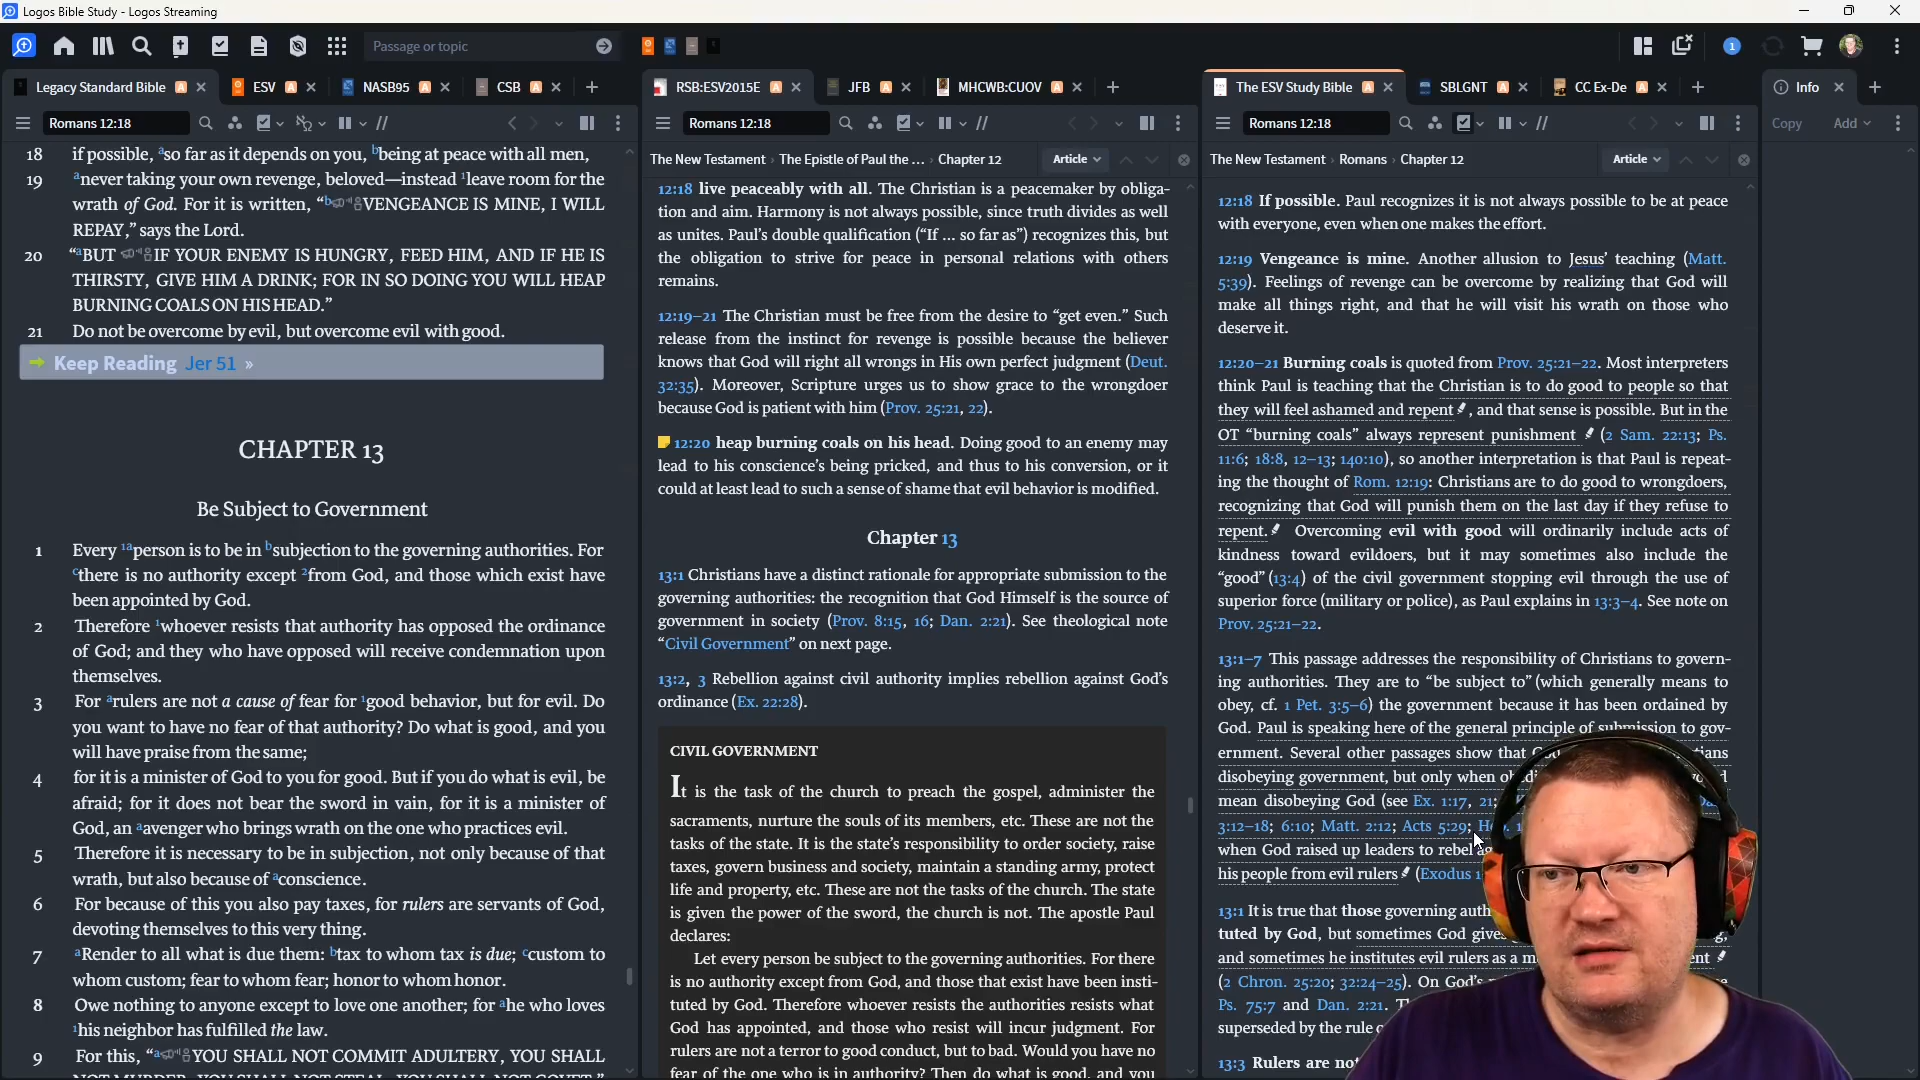 Logos Bible Study - Logos Streaming
Passage or topic
1
Legacy Standard Bible A
ESV A
NASB95 A
CSB A
Romans 12:18
18 if possible, aso far as it depends on you, bbeing at peace with all men,
19 anever taking your own revenge, beloved—instead 1leave room for the
wrath of God. For it is written, “bVENGEANCE IS MINE, I WILL
REPAY,” says the Lord.
20 “aBUT IF YOUR ENEMY IS HUNGRY, FEED HIM, AND IF HE IS
THIRSTY, GIVE HIM A DRINK; FOR IN SO DOING YOU WILL HEAP
BURNING COALS ON HIS HEAD.”
21 Do not be overcome by evil, but overcome evil with good.
Keep Reading Jer 51 »
CHAPTER 13
Be Subject to Government
1 Every 1aperson is to be in bsubjection to the governing authorities. For
cthere is no authority except 2from God, and those which exist have
been appointed by God.
2 Therefore 1whoever resists that authority has opposed the ordinance
of God; and they who have opposed will receive condemnation upon
themselves.
3 For arulers are not a cause of fear for 1good behavior, but for evil. Do
you want to have no fear of that authority? Do what is good, and you
will have praise from the same;
4 for it is a minister of God to you for good. But if you do what is evil, be
afraid; for it does not bear the sword in vain, for it is a minister of
God, an aavenger who brings wrath on the one who practices evil.
5 Therefore it is necessary to be in subjection, not only because of that
wrath, but also because of aconscience.
6 For because of this you also pay taxes, for rulers are servants of God,
devoting themselves to this very thing.
7 aRender to all what is due them: btax to whom tax is due; ccustom to
whom custom; fear to whom fear; honor to whom honor.
8 Owe nothing to anyone except to love one another; for ahe who loves
1his neighbor has fulfilled the law.
9 For this, “aYOU SHALL NOT COMMIT ADULTERY, YOU SHALL
NOT MURDER, YOU SHALL NOT STEAL, YOU SHALL NOT COVET,”
RSB:ESV2015E A
JFB A
MHCWB:CUOV A
Romans 12:18
The New Testament › The Epistle of Paul the ... › Chapter 12
Article
12:18 live peaceably with all. The Christian is a peacemaker by obliga-
tion and aim. Harmony is not always possible, since truth divides as well
as unites. Paul’s double qualification (“If ... so far as”) recognizes this, but
the obligation to strive for peace in personal relations with others
remains.
12:19–21 The Christian must be free from the desire to “get even.” Such
release from the instinct for revenge is possible because the believer
knows that God will right all wrongs in His own perfect judgment (Deut.
32:35). Moreover, Scripture urges us to show grace to the wrongdoer
because God is patient with him (Prov. 25:21, 22).
12:20 heap burning coals on his head. Doing good to an enemy may
lead to his conscience’s being pricked, and thus to his conversion, or it
could at least lead to such a sense of shame that evil behavior is modified.
Chapter 13
13:1 Christians have a distinct rationale for appropriate submission to the
governing authorities: the recognition that God Himself is the source of
government in society (Prov. 8:15, 16; Dan. 2:21). See theological note
“Civil Government” on next page.
13:2, 3 Rebellion against civil authority implies rebellion against God’s
ordinance (Ex. 22:28).
CIVIL GOVERNMENT
It is the task of the church to preach the gospel, administer the
sacraments, nurture the souls of its members, etc. These are not the
tasks of the state. It is the state’s responsibility to order society, raise
taxes, govern business and society, maintain a standing army, protect
life and property, etc. These are not the tasks of the church. The state
is given the power of the sword, the church is not. The apostle Paul
declares:
Let every person be subject to the governing authorities. For there
is no authority except from God, and those that exist have been insti-
tuted by God. Therefore whoever resists the authorities resists what
God has appointed, and those who resist will incur judgment. For
rulers are not a terror to good conduct, but to bad. Would you have no
fear of the one who is in authority? Then do what is good, and you
The ESV Study Bible A
SBLGNT A
CC Ex-De A
Romans 12:18
The New Testament › Romans › Chapter 12
Article
12:18 If possible. Paul recognizes it is not always possible to be at peace
with everyone, even when one makes the effort.
12:19 Vengeance is mine. Another allusion to Jesus’ teaching (Matt.
5:39). Feelings of revenge can be overcome by realizing that God will
make all things right, and that he will visit his wrath on those who
deserve it.
12:20–21 Burning coals is quoted from Prov. 25:21–22. Most interpreters
think Paul is teaching that the Christian is to do good to people so that
they will feel ashamed and repent, and that sense is possible. But in the
OT “burning coals” always represent punishment (2 Sam. 22:13; Ps.
11:6; 18:8, 12–13; 140:10), so another interpretation is that Paul is repeat-
ing the thought of Rom. 12:19: Christians are to do good to wrongdoers,
recognizing that God will punish them on the last day if they refuse to
repent. Overcoming evil with good will ordinarily include acts of
kindness toward evildoers, but it may sometimes also include the
“good” (13:4) of the civil government stopping evil through the use of
superior force (military or police), as Paul explains in 13:3–4. See note on
Prov. 25:21–22.
13:1–7 This passage addresses the responsibility of Christians to govern-
ing authorities. They are to “be subject to” (which generally means to
obey, cf. 1 Pet. 3:5–6) the government because it has been ordained by
God. Paul is speaking here of the general principle of submission to gov-
ernment. Several other passages show that
disobeying government, but only when
mean disobeying God (see Ex. 1:17, 21;
3:12–18; 6:10; Matt. 2:12; Acts 5:29;
when God raised up leaders to rebel
his people from evil rulers (Exodus
13:1 It is true that those governing
tuted by God, but sometimes God
and sometimes he institutes evil rulers as a
(2 Chron. 25:20; 32:24–25). On God’s
Ps. 75:7 and Dan. 2:21.
superseded by the rule
13:3 Rulers are
Info
Copy Add